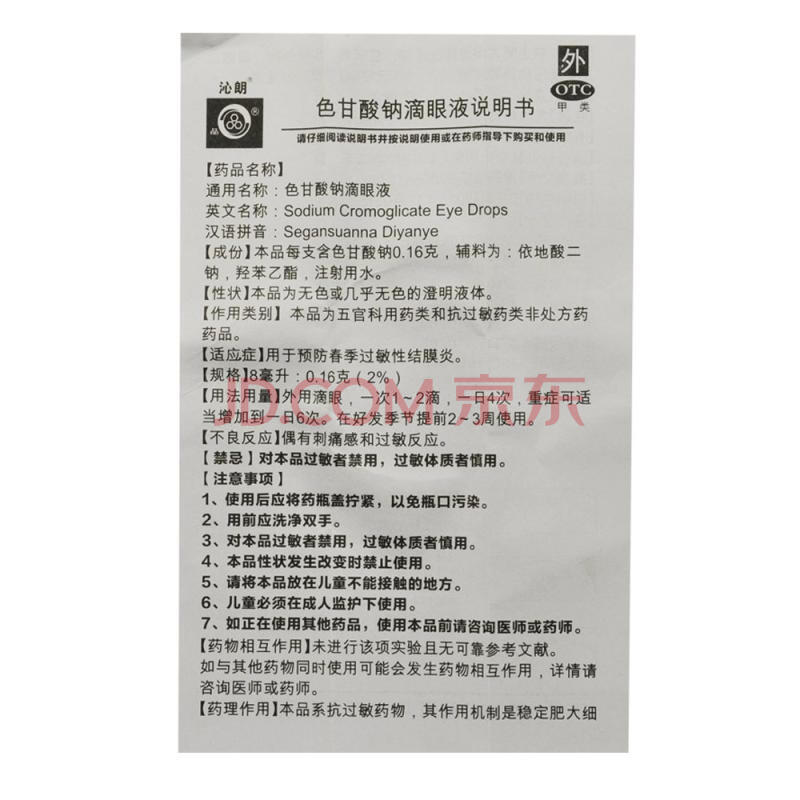 沁朗®
外
OTC
甲 类
品
®
色甘酸钠滴眼液说明书
请仔细阅读说明书并按说明使用或在药师指导下购买和使用
【药品名称】
通用名称：色甘酸钠滴眼液
英文名称：Sodium Cromoglicate Eye Drops
汉语拼音：Segansuanna Diyanye
【成份】本品每支含色甘酸钠0.16克，辅料为：依地酸二
钠，羟苯乙酯，注射用水。
【性状】本品为无色或几乎无色的澄明液体。
【作用类别】 本品为五官科用药类和抗过敏药类非处方药
药品。
【适应症】用于预防春季过敏性结膜炎。
【规格】8毫升：0.16克（2%）
JD.COM 京东
【用法用量】外用滴眼，一次1～2滴，一日4次，重症可适
当增加到一日6次。在好发季节提前2～3周使用。
【不良反应】偶有刺痛感和过敏反应。
【禁忌】对本品过敏者禁用，过敏体质者慎用。
【注意事项】
1、使用后应将药瓶盖拧紧，以免瓶口污染。
2、用前应洗净双手。
3、对本品过敏者禁用，过敏体质者慎用。
4、本品性状发生改变时禁止使用。
5、请将本品放在儿童不能接触的地方。
6、儿童必须在成人监护下使用。
7、如正在使用其他药品，使用本品前请咨询医师或药师。
【药物相互作用】未进行该项实验且无可靠参考文献。
如与其他药物同时使用可能会发生药物相互作用，详情请
咨询医师或药师。
【药理作用】本品系抗过敏药物，其作用机制是稳定肥大细